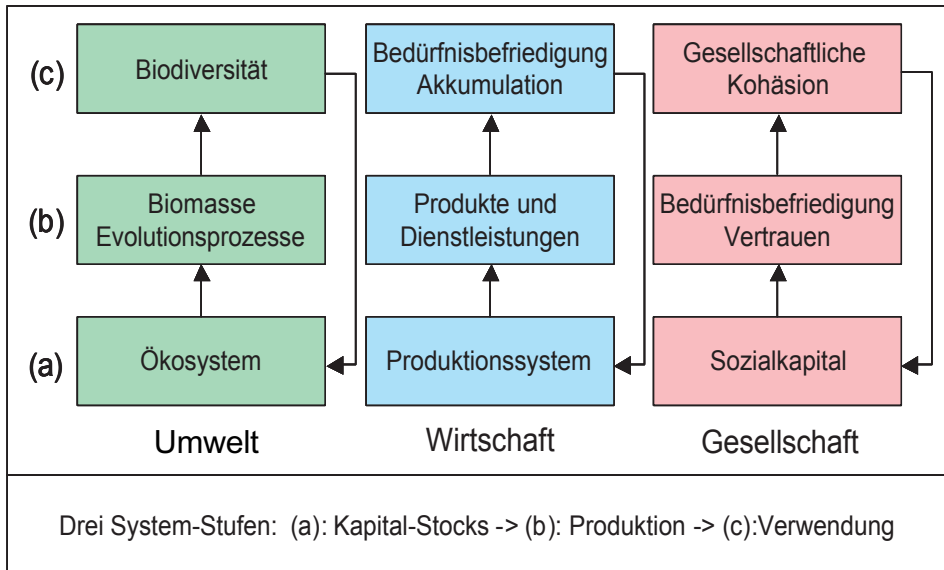 (c)
Biodiversität
Bedürfnisbefriedigung
Akkumulation
Gesellschaftliche
Kohäsion
(b)
Biomasse
Evolutionsprozesse
Produkte und
Dienstleistungen
Bedürfnisbefriedigung
Vertrauen
(a)
Ökosystem
Produktionssystem
Sozialkapital
Umwelt
Wirtschaft
Gesellschaft
Drei System-Stufen: (a): Kapital-Stocks -> (b): Produktion -> (c):Verwendung